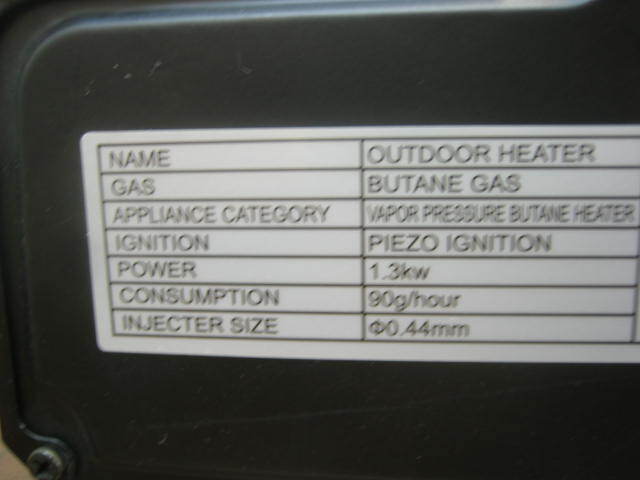 NAME OUTDOOR HEATER
GAS BUTANE GAS
APPLIANCE CATEGORY VAPOR PRESSURE BUTANE HEATER
IGNITION PIEZO IGNITION
POWER 1.3kw
CONSUMPTION 90g/hour
INJECTER SIZE Φ0.44mm